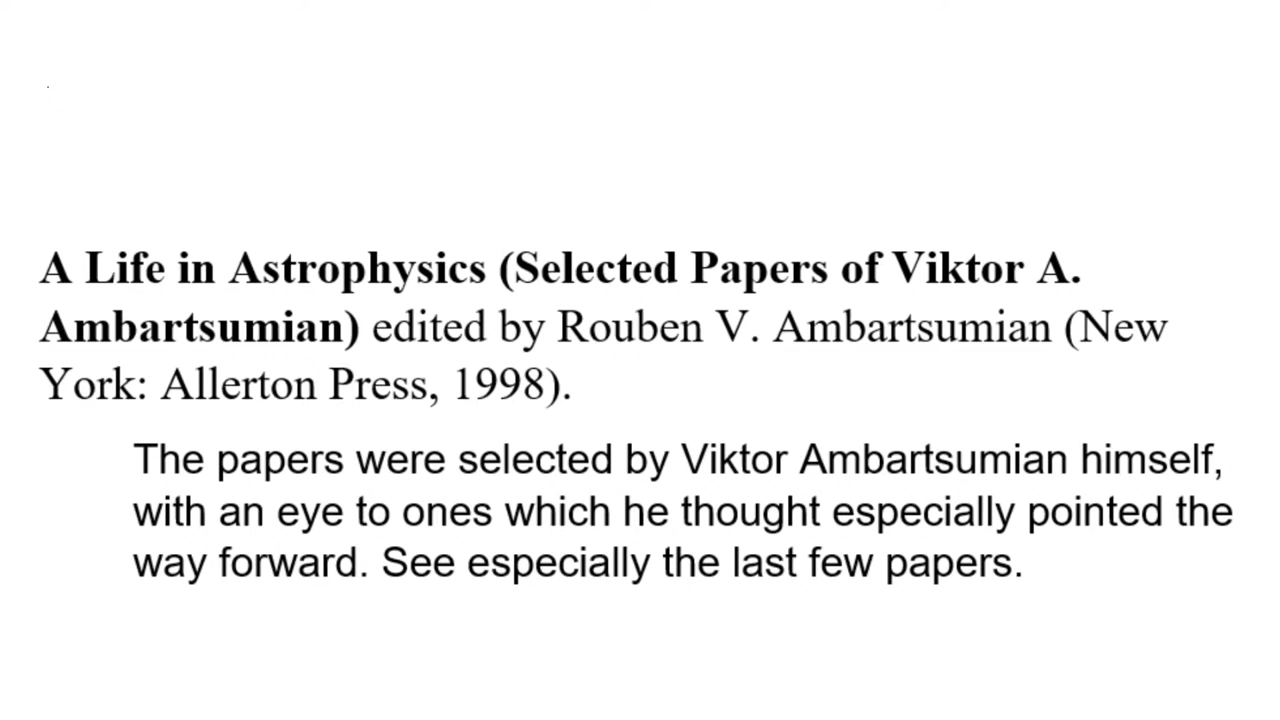 A Life in Astrophysics (Selected Papers of Viktor A.
Ambartsumian) edited by Rouben V. Ambartsumian (New
York: Allerton Press, 1998).
The papers were selected by Viktor Ambartsumian himself,
with an eye to ones which he thought especially pointed the
way forward. See especially the last few papers.